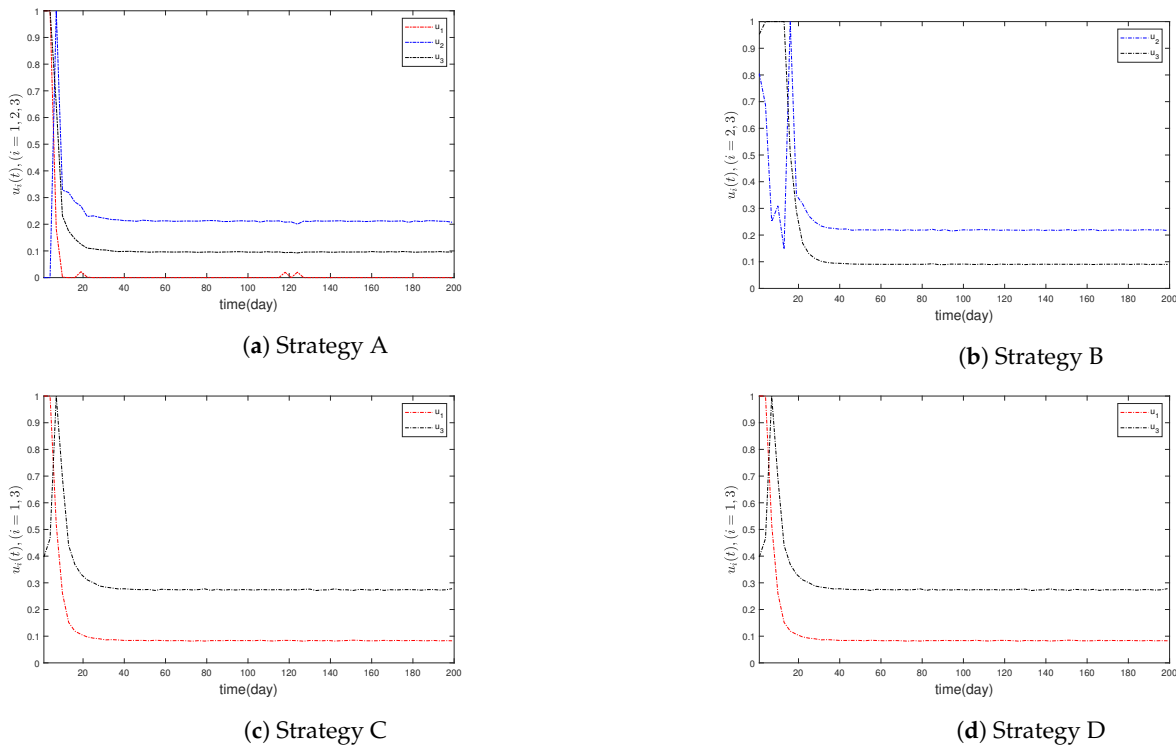 1
0.9
0.8
0.7
0.6
0.5
0.4
0.3
0.2
0.1
0
u_i(t), (i = 1, 2, 3)
u_1
u_2
u_3
20 40 60 80 100 120 140 160 180 200
time(day)
(a) Strategy A
1
0.9
0.8
0.7
0.6
0.5
0.4
0.3
0.2
0.1
0
u_i(t), (i = 2, 3)
u_2
u_3
20 40 60 80 100 120 140 160 180 200
time(day)
(b) Strategy B
1
0.9
0.8
0.7
0.6
0.5
0.4
0.3
0.2
0.1
0
u_i(t), (i = 1, 3)
u_1
u_3
20 40 60 80 100 120 140 160 180 200
time(day)
(c) Strategy C
1
0.9
0.8
0.7
0.6
0.5
0.4
0.3
0.2
0.1
0
u_i(t), (i = 1, 3)
u_1
u_3
20 40 60 80 100 120 140 160 180 200
time(day)
(d) Strategy D